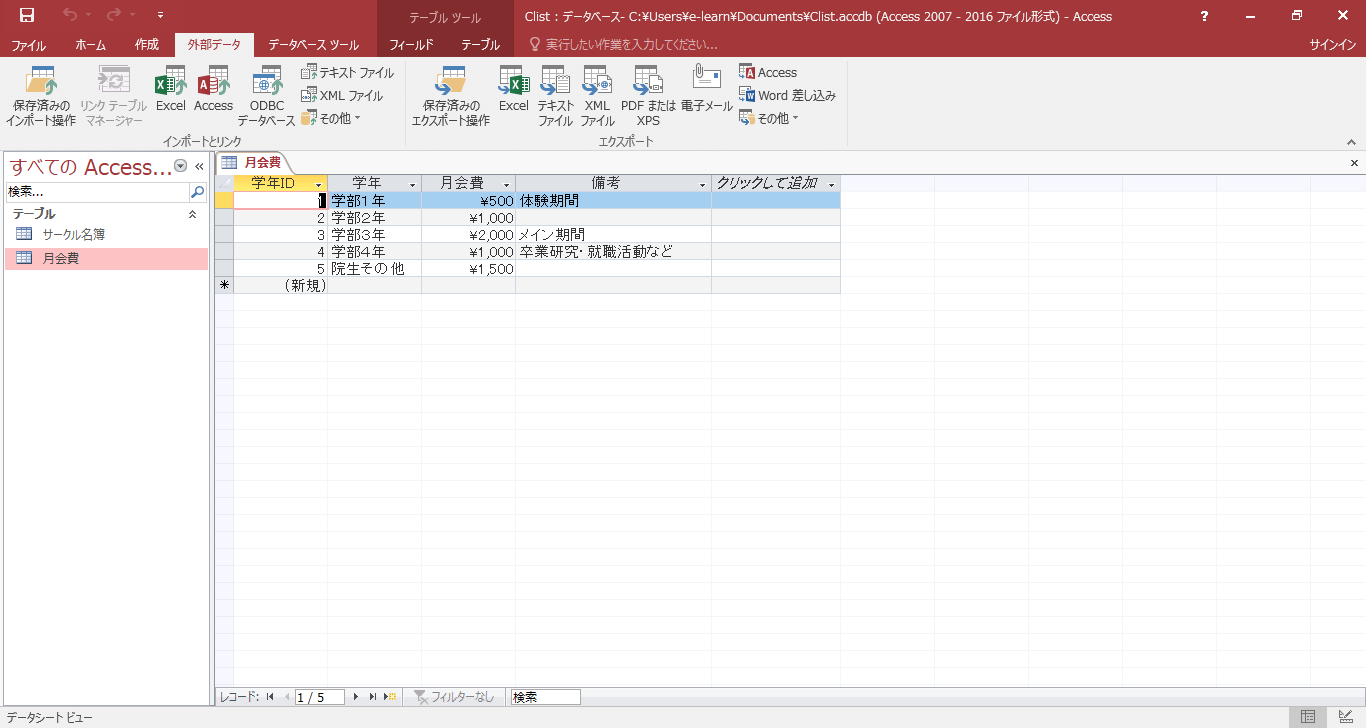 Clist : データベース- C:¥Users¥e-learn¥Documents¥Clist.accdb (Access 2007 - 2016 ファイル形式) - Access
テーブル ツール
?
ファイル ホーム 作成 外部データ データベース ツール フィールド テーブル 実行したい作業を入力してください... サインイン
保存済みの
インポート操作
リンク テーブル
マネージャー
Excel
Access
ODBC
データベース
テキスト ファイル
XML ファイル
その他
インポートとリンク
保存済みの
エクスポート操作
Excel
テキスト
ファイル
XML
ファイル
PDF または
XPS
電子メール
Access
Word 差し込み
その他
エクスポート
すべての Access... «
検索...
テーブル
サークル名簿
月会費
月会費
学年ID 学年 月会費 備考 クリックして追加
1 学部1年 ¥500 体験期間
2 学部2年 ¥1,000
3 学部3年 ¥2,000 メイン期間
4 学部4年 ¥1,000 卒業研究・就職活動など
5 院生その他 ¥1,500
* (新規)
レコード: 1 / 5 フィルターなし 検索
データシート ビュー